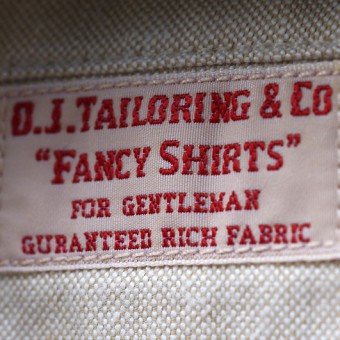 O.J.TAILORING & CO
"FANCY SHIRTS"
FOR GENTLEMAN
GURANTEED RICH FABRIC